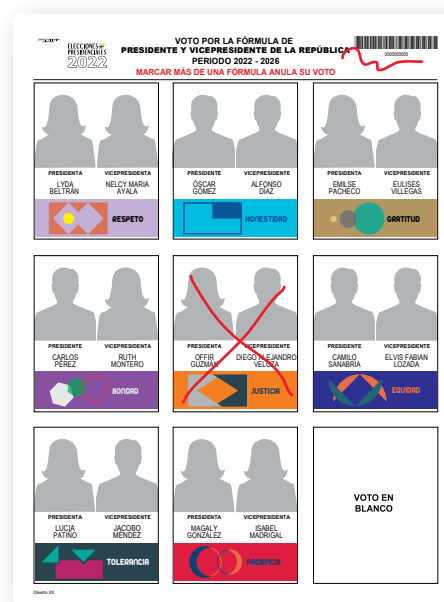 ELECCIONES
PRESIDENCIALES
2022
VOTO POR LA FÓRMULA DE
PRESIDENTE Y VICEPRESIDENTE DE LA REPÚBLICA
PERIODO 2022 - 2026
MARCAR MÁS DE UNA FÓRMULA ANULA SU VOTO
PRESIDENTA VICEPRESIDENTA
LYDA BELTRÁN
NELCY MARIA AYALA
RESPETO
PRESIDENTE VICEPRESIDENTE
ÓSCAR GÓMEZ
ALFONSO DÍAZ
HONESTIDAD
PRESIDENTA VICEPRESIDENTE
EMILSE PACHECO
EULISES VILLEGAS
GRATITUD
PRESIDENTE VICEPRESIDENTA
CARLOS PÉREZ
RUTH MONTERO
BONDAD
PRESIDENTA VICEPRESIDENTE
OFFIR GUZMÁN
DIEGO ALEJANDRO VELOZA
JUSTICIA
PRESIDENTE VICEPRESIDENTE
CAMILO SANABRIA
ELVIS FABIAN LOZADA
EQUIDAD
PRESIDENTA VICEPRESIDENTE
LUCÍA PATIÑO
JACOBO MÉNDEZ
TOLERANCIA
PRESIDENTA VICEPRESIDENTA
MAGALY GONZÁLEZ
ISABEL MADRIGAL
PACIENCIA
VOTO EN
BLANCO
Diseño XX